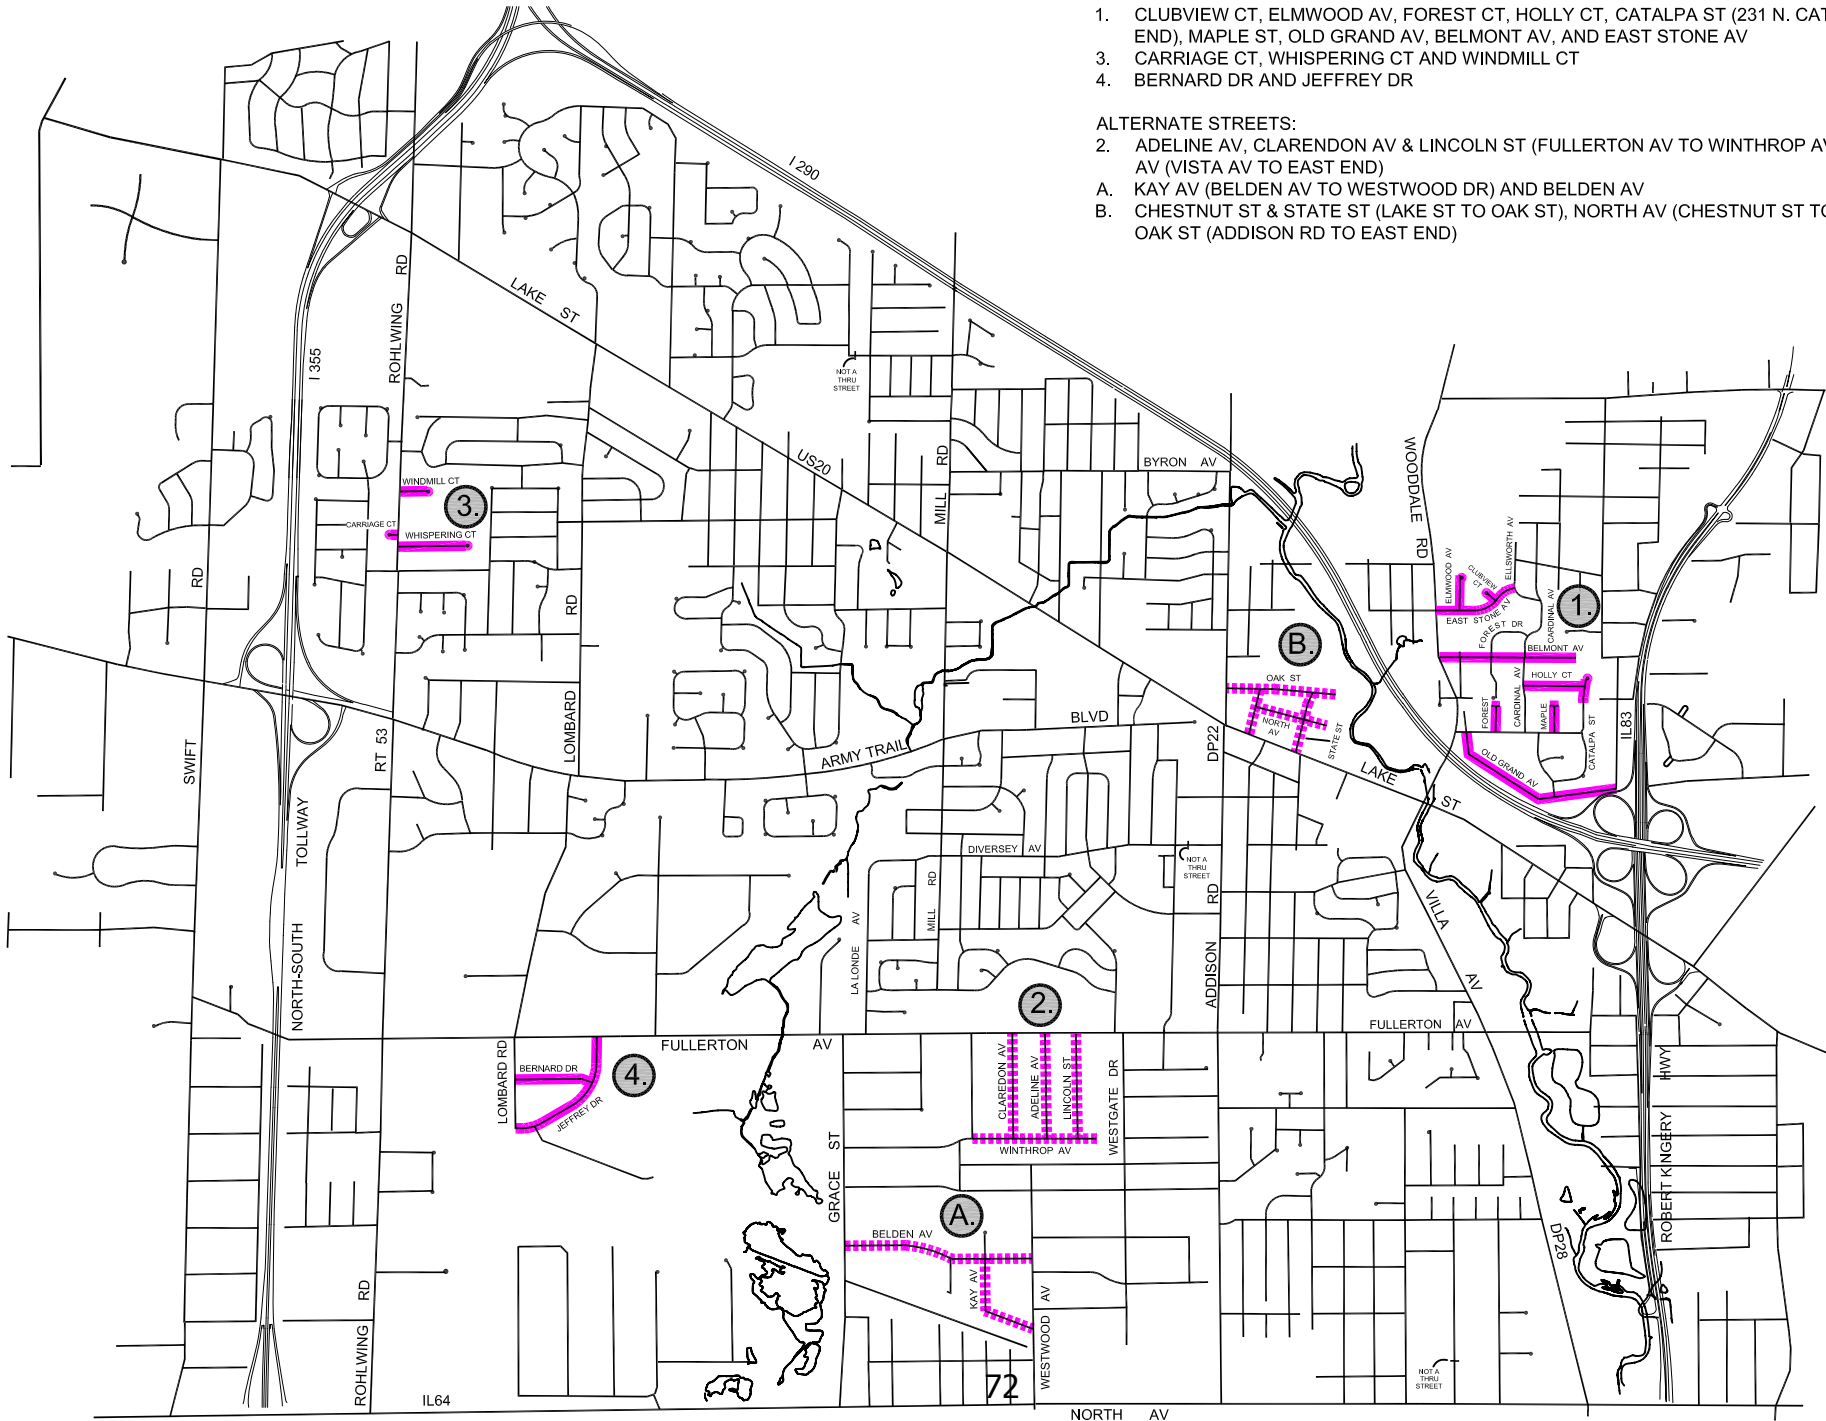 1. CLUBVIEW CT, ELMWOOD AV, FOREST CT, HOLLY CT, CATALPA ST (231 N. CAT
END), MAPLE ST, OLD GRAND AV, BELMONT AV, AND EAST STONE AV
3. CARRIAGE CT, WHISPERING CT AND WINDMILL CT
4. BERNARD DR AND JEFFREY DR
ALTERNATE STREETS:
2. ADELINE AV, CLARENDON AV & LINCOLN ST (FULLERTON AV TO WINTHROP AV
AV (VISTA AV TO EAST END)
A. KAY AV (BELDEN AV TO WESTWOOD DR) AND BELDEN AV
B. CHESTNUT ST & STATE ST (LAKE ST TO OAK ST), NORTH AV (CHESTNUT ST TO
OAK ST (ADDISON RD TO EAST END)
I 290
LAKE ST
ROHLWING RD
I 355
NOT A
THRU
STREET
US20
MILL RD
BYRON AV
WOODDALE RD
WINDMILL CT
3.
CARRIAGE CT
WHISPERING CT
SWIFT RD
LOMBARD RD
ELMWOOD AV
CLUBVIEW
CT
ELLSWORTH AV
1.
EAST STONE AV
CARDINAL AV
FOREST DR
BELMONT AV
HOLLY CT
FOREST
CARDINAL AV
MAPLE
CATALPA ST
IL83
OLD GRAND AV
B.
OAK ST
NORTH
AV
STATE ST
DP22
LAKE ST
RT 53
ARMY TRAIL BLVD
NORTH-SOUTH TOLLWAY
DIVERSEY AV
NOT A
THRU
STREET
MILL RD
LA LONDE AV
ADDISON RD
VILLA AV
2.
FULLERTON AV
FULLERTON AV
LOMBARD RD
BERNARD DR
4.
JEFFREY DR
CLAREDON AV
ADELINE AV
LINCOLN ST
WESTGATE DR
WINTHROP AV
GRACE ST
A.
BELDEN AV
KAY AV
WESTWOOD AV
ROBERT KINGERY HWY
DP28
ROHLWING RD
NOT A
THRU
STREET
72
IL64
NORTH AV